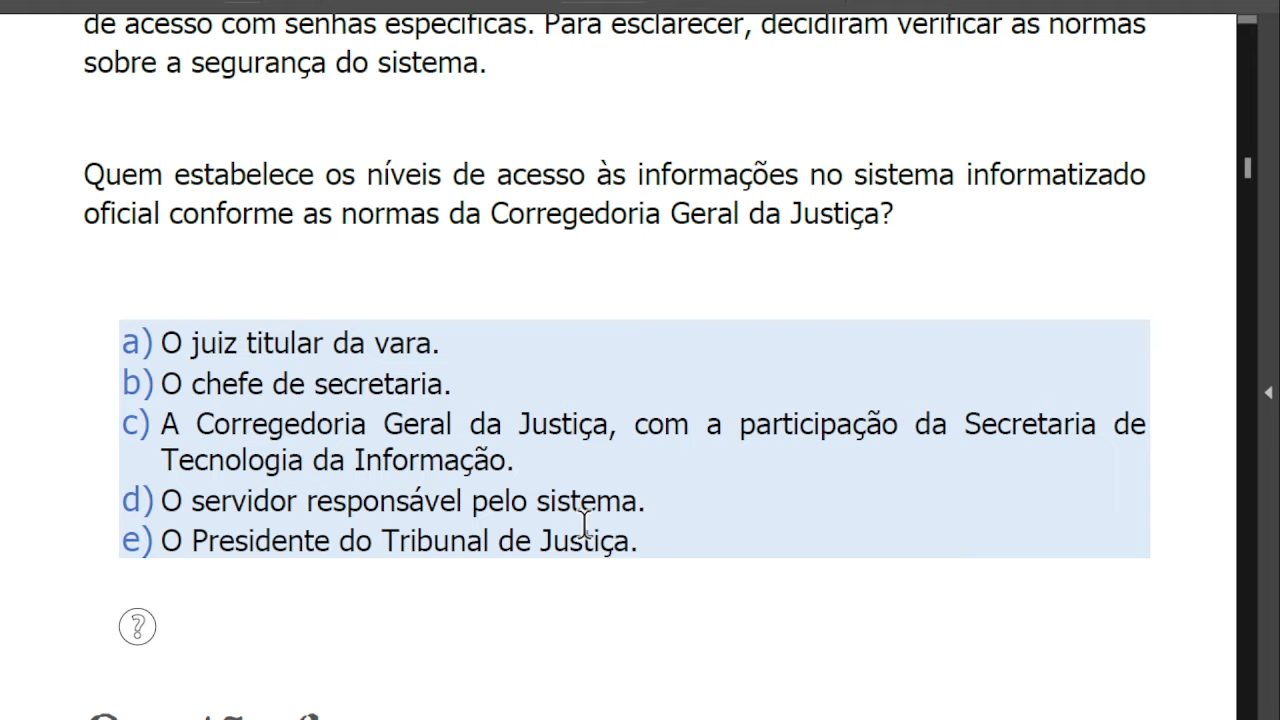 de acesso com senhas específicas. Para esclarecer, decidiram verificar as normas
sobre a segurança do sistema.
Quem estabelece os níveis de acesso às informações no sistema informatizado
oficial conforme as normas da Corregedoria Geral da Justiça?
a) O juiz titular da vara.
b) O chefe de secretaria.
c) A Corregedoria Geral da Justiça, com a participação da Secretaria de
Tecnologia da Informação.
d) O servidor responsável pelo sistema.
e) O Presidente do Tribunal de Justiça.
?